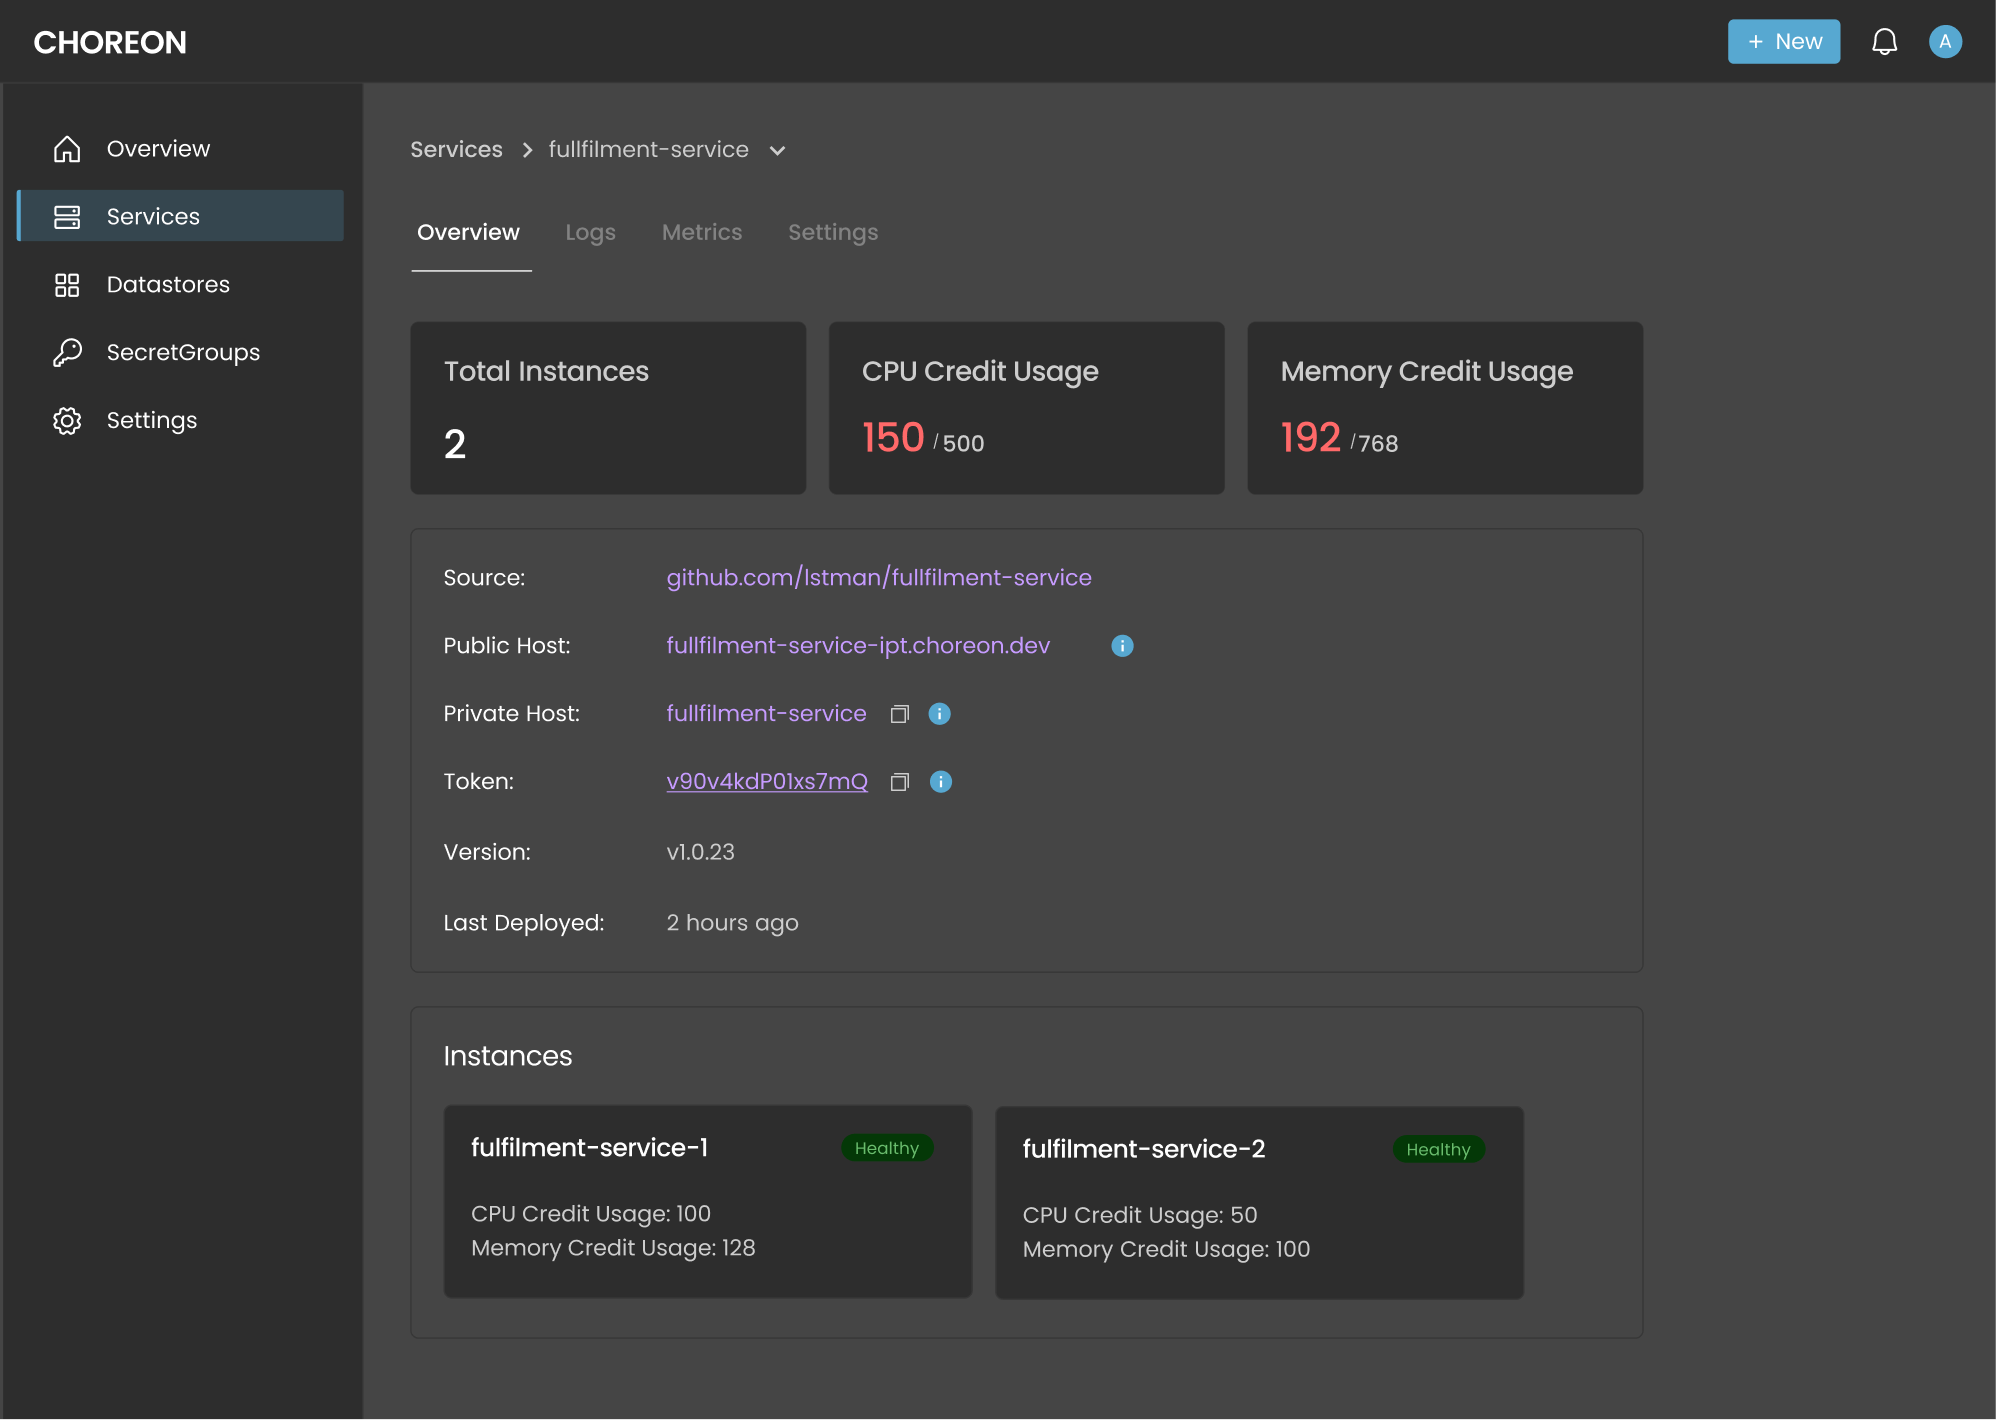 CHOREON
+ New
A
Overview
Services
Datastores
SecretGroups
Settings
Services > fullfilment-service
Overview Logs Metrics Settings
Total Instances
2
CPU Credit Usage
150 /500
Memory Credit Usage
192 /768
Source: github.com/lstman/fullfilment-service
Public Host: fullfilment-service-ipt.choreon.dev
Private Host: fullfilment-service
Token: v90v4kdP01xs7mQ
Version: v1.0.23
Last Deployed: 2 hours ago
Instances
fulfilment-service-1 Healthy
CPU Credit Usage: 100
Memory Credit Usage: 128
fulfilment-service-2 Healthy
CPU Credit Usage: 50
Memory Credit Usage: 100